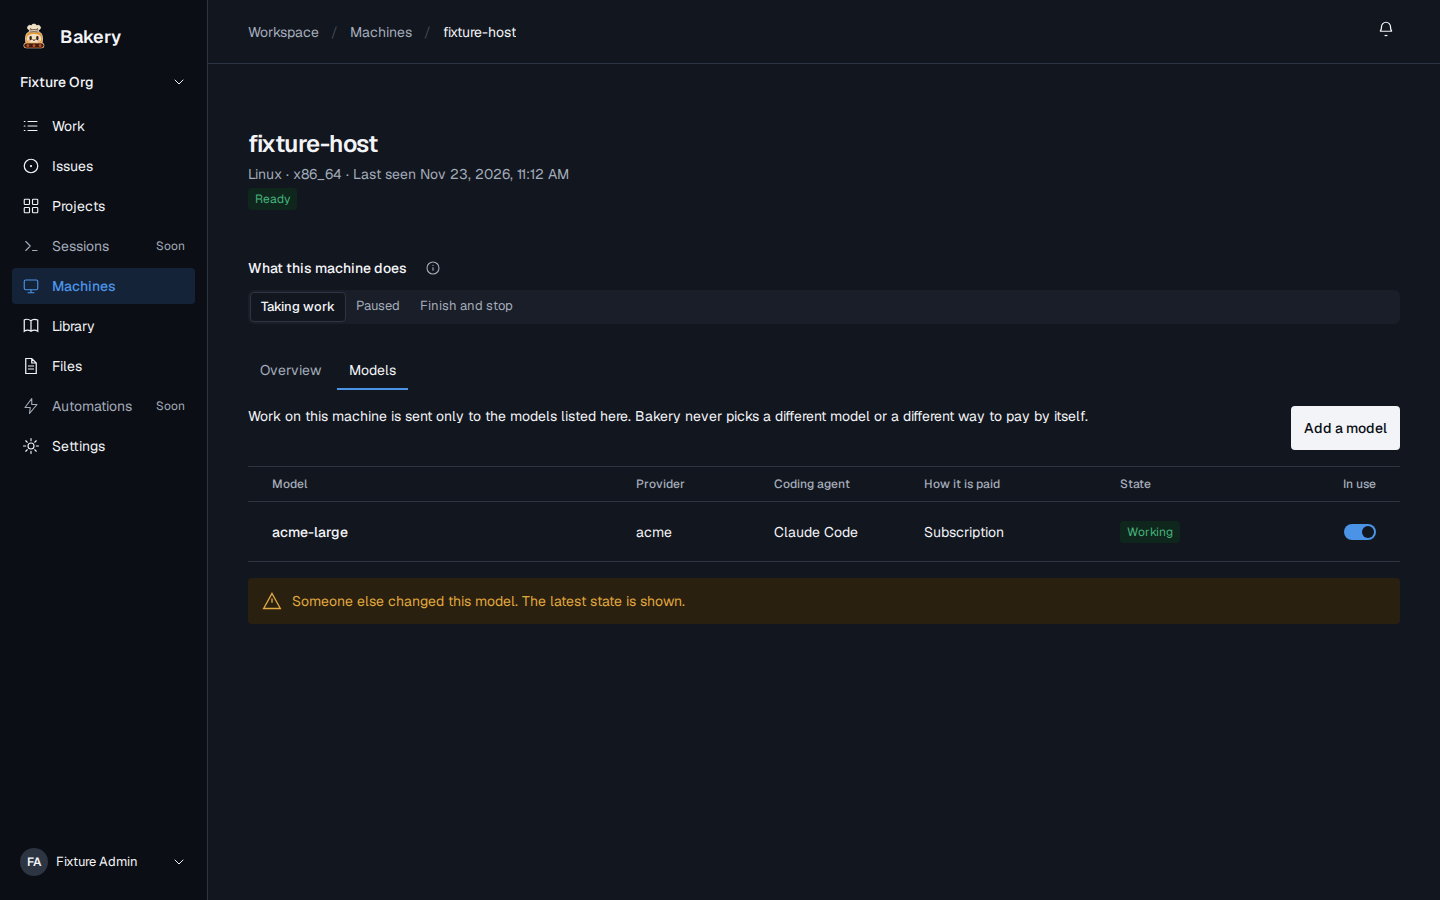 Bakery
Fixture Org
Work
Issues
Projects
Sessions Soon
Machines
Library
Files
Automations Soon
Settings
FA Fixture Admin
Workspace / Machines / fixture-host
fixture-host
Linux · x86_64 · Last seen Nov 23, 2026, 11:12 AM
Ready
What this machine does
Taking work Paused Finish and stop
Overview Models
Work on this machine is sent only to the models listed here. Bakery never picks a different model or a different way to pay by itself.
Add a model
Model Provider Coding agent How it is paid State In use
acme-large acme Claude Code Subscription Working
Someone else changed this model. The latest state is shown.